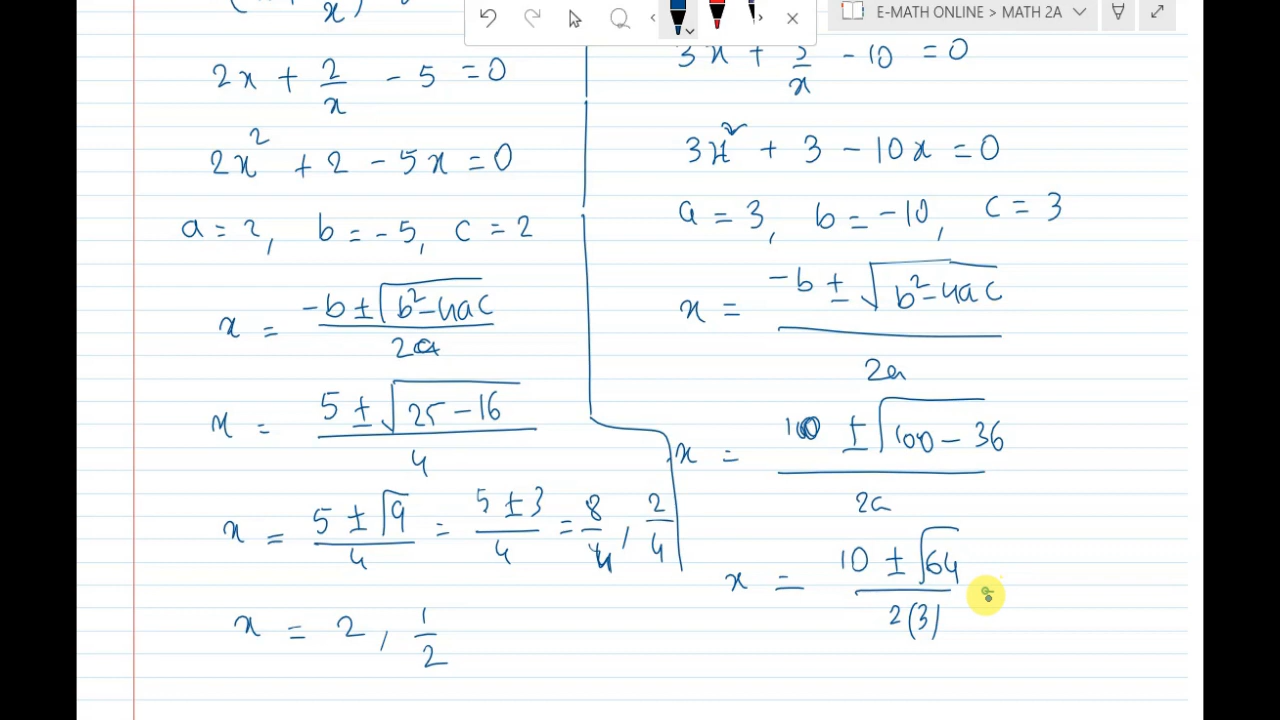 E-MATH ONLINE > MATH 2A
2x + 2/x - 5 = 0
2x² + 2 - 5x = 0
a = 2, b = -5, c = 2
x = (-b ± √(b²-4ac))/2a
x = (5 ± √(25-16))/4
x = (5 ± √9)/4 = (5 ± 3)/4 = 8/4, 2/4
x = 2, 1/2
3x + 3/x - 10 = 0
3x² + 3 - 10x = 0
a = 3, b = -10, c = 3
x = (-b ± √(b²-4ac))/2a
x = (10 ± √(100-36))/2a
x = (10 ± √64)/2(3)